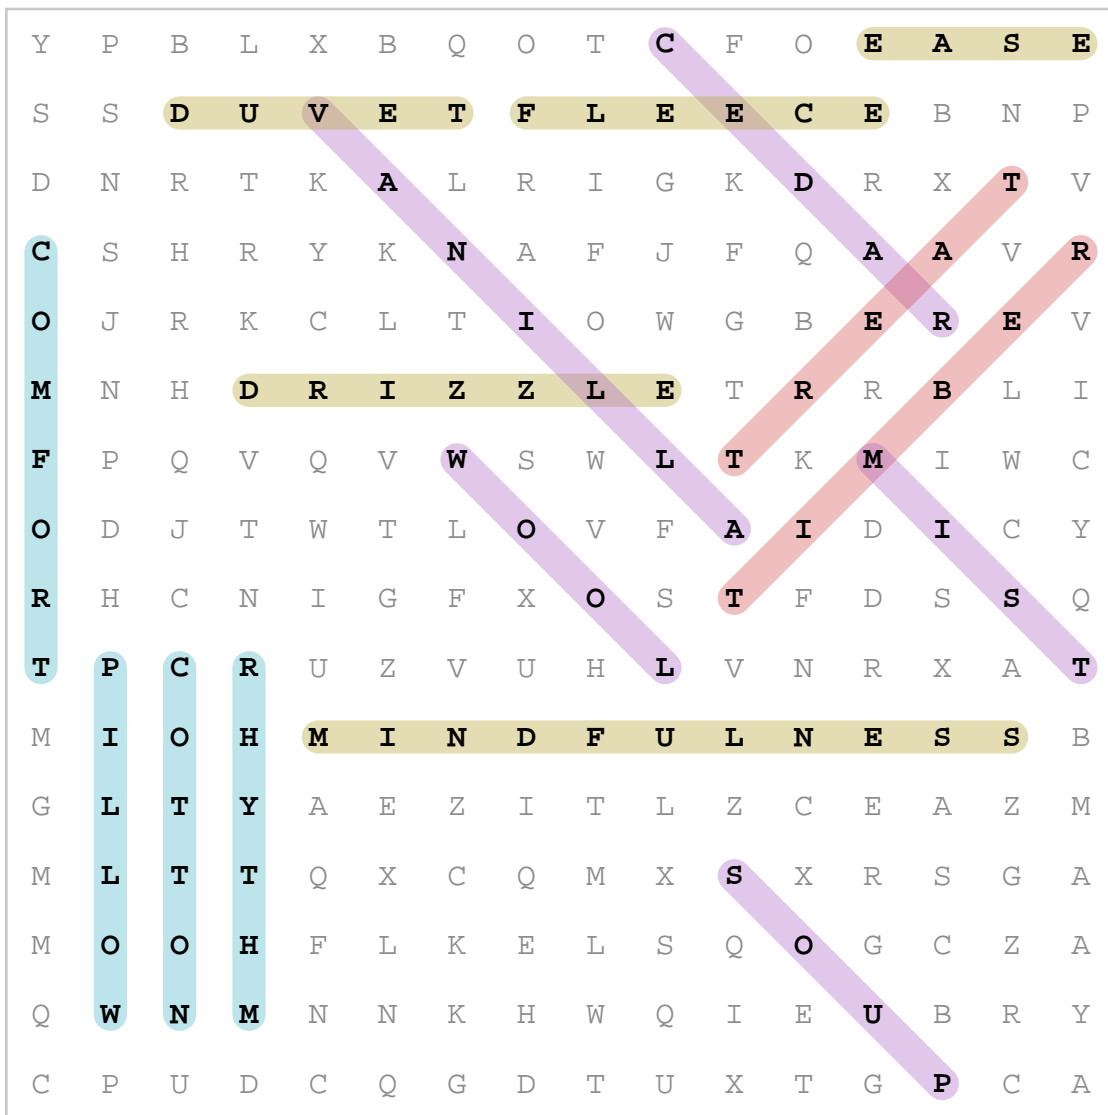 Y P B L X B Q O T C F O E A S E
S S D U V E T F L E E C E B N P
D N R T K A L R I G K D R X T V
C S H R Y K N A F J F Q A A V R
O J R K C L T I O W G B E R E V
M N H D R I Z Z L E T R R B L I
F P Q V Q V W S W L T K M I W C
O D J T W T L O V F A I D I C Y
R H C N I G F X O S T F D S S Q
T P C R U Z V U H L V N R X A T
M I O H M I N D F U L N E S S B
G L T Y A E Z I T L Z C E A Z M
M L T T Q X C Q M X S X R S G A
M O O H F L K E L S Q O G C Z A
Q W N M N N K H W Q I E U B R Y
C P U D C Q G D T U X T G P C A